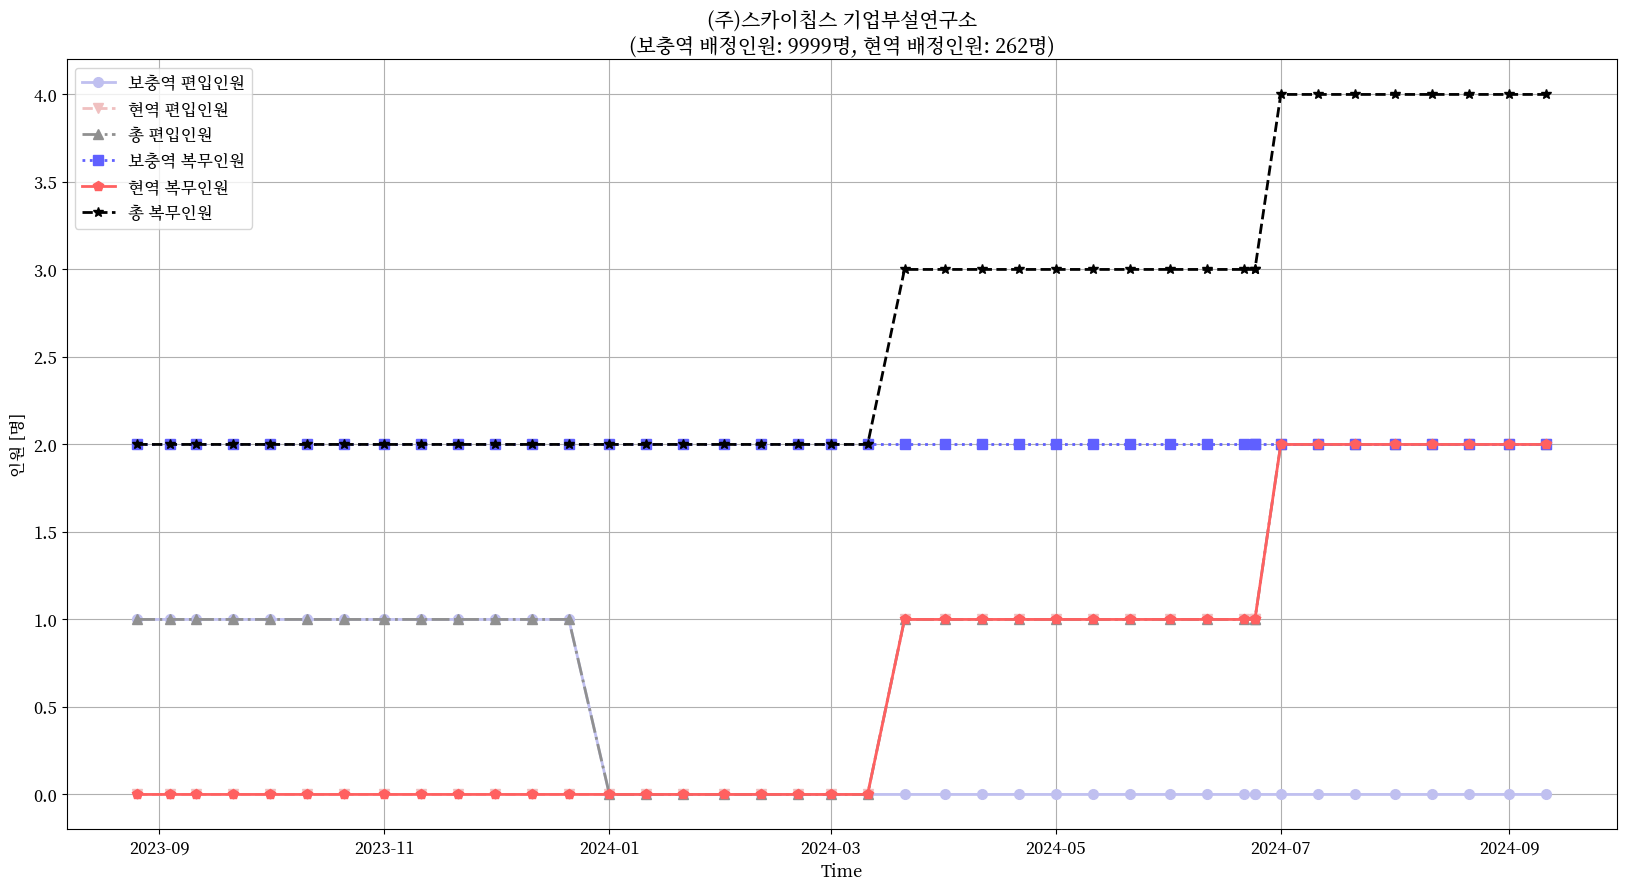 (주)스카이칩스 기업부설연구소
(보충역 배정인원: 9999명, 현역 배정인원: 262명)
보충역 편입인원
현역 편입인원
총 편입인원
보충역 복무인원
현역 복무인원
총 복무인원
4.0
3.5
3.0
2.5
2.0
1.5
1.0
0.5
0.0
인원 [명]
2023-09 2023-11 2024-01 2024-03 2024-05 2024-07 2024-09
Time